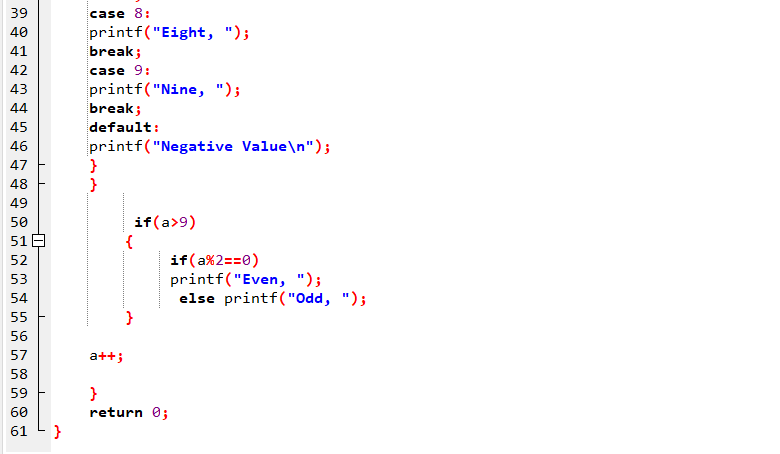 39 case 8:
40 printf("Eight, ");
41 break;
42 case 9:
43 printf("Nine, ");
44 break;
45 default:
46 printf("Negative Value\n");
47 }
48 }
49
50 if(a>9)
51 {
52 if(a%2==0)
53 printf("Even, ");
54 else printf("Odd, ");
55 }
56
57 a++;
58
59 }
60 return 0;
61 }